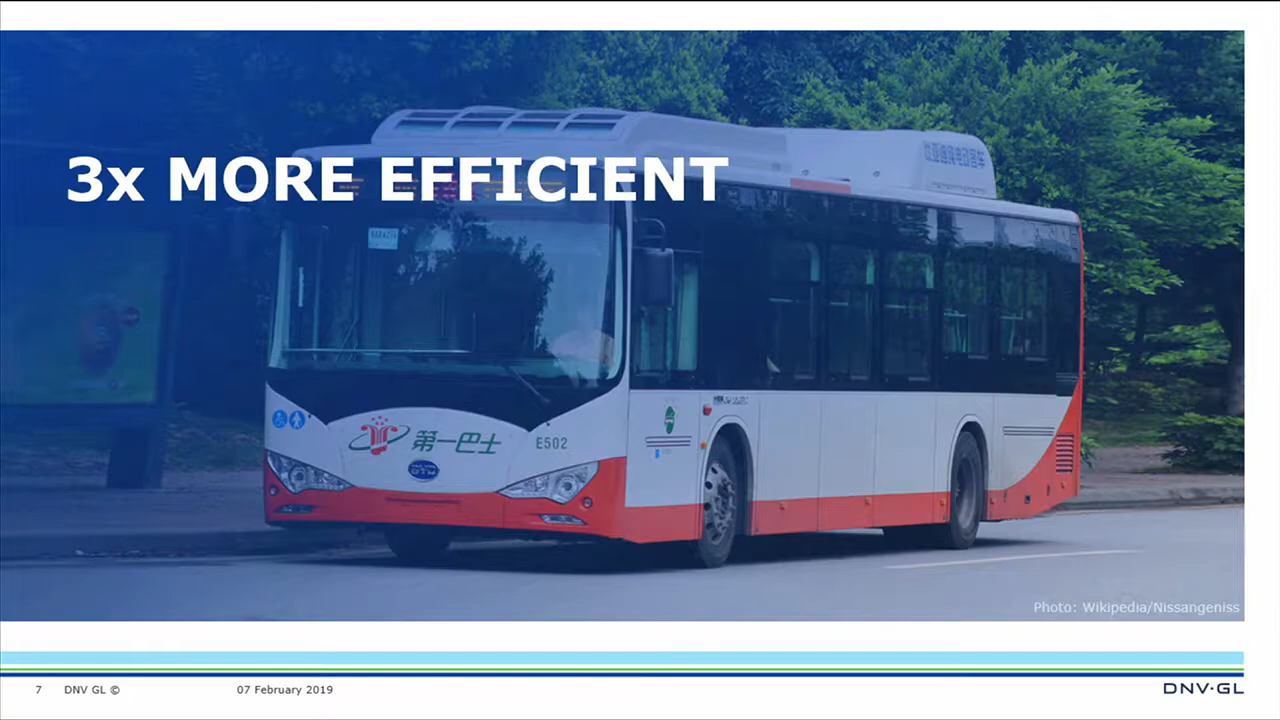 3x MORE EFFICIENT
第一巴士
E502
Photo: Wikipedia/Nissangeniss
7 DNV GL © 07 February 2019
DNV·GL